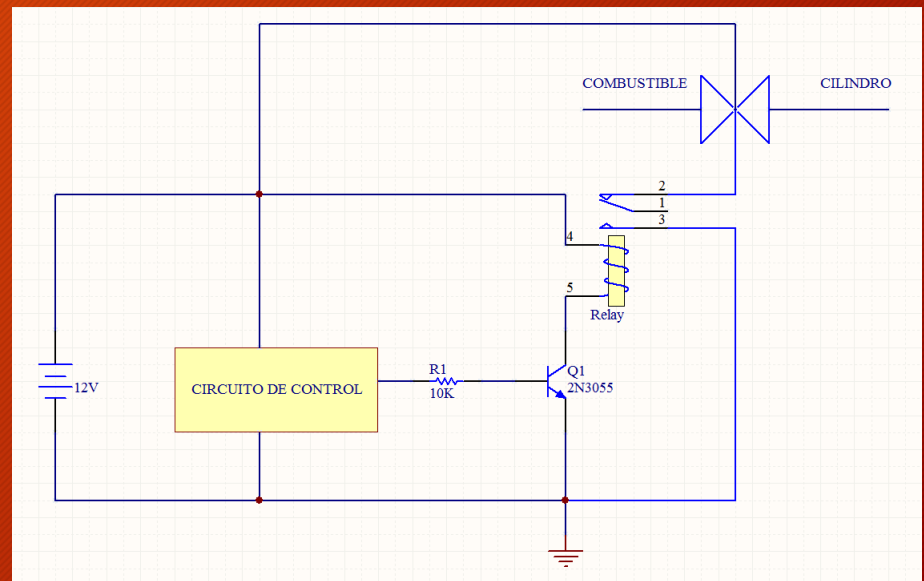 COMBUSTIBLE
CILINDRO
2
1
3
4
5
Relay
12V
CIRCUITO DE CONTROL
R1
10K
Q1
2N3055